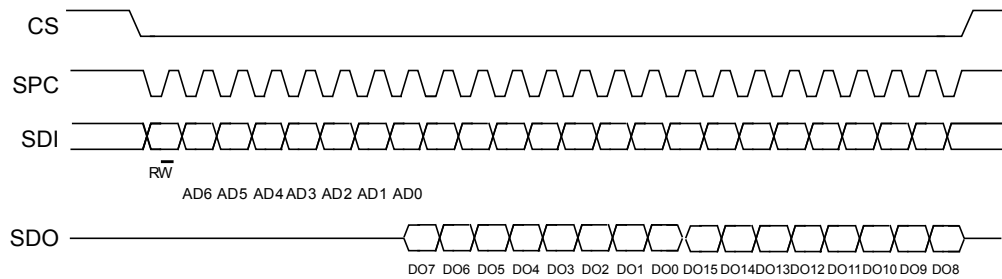 CS
SPC
SDI
RW
AD6 AD5 AD4 AD3 AD2 AD1 AD0
SDO
DO7 DO6 DO5 DO4 DO3 DO2 DO1 DO0 DO15 DO14 DO13 DO12 DO11 DO10 DO9 DO8